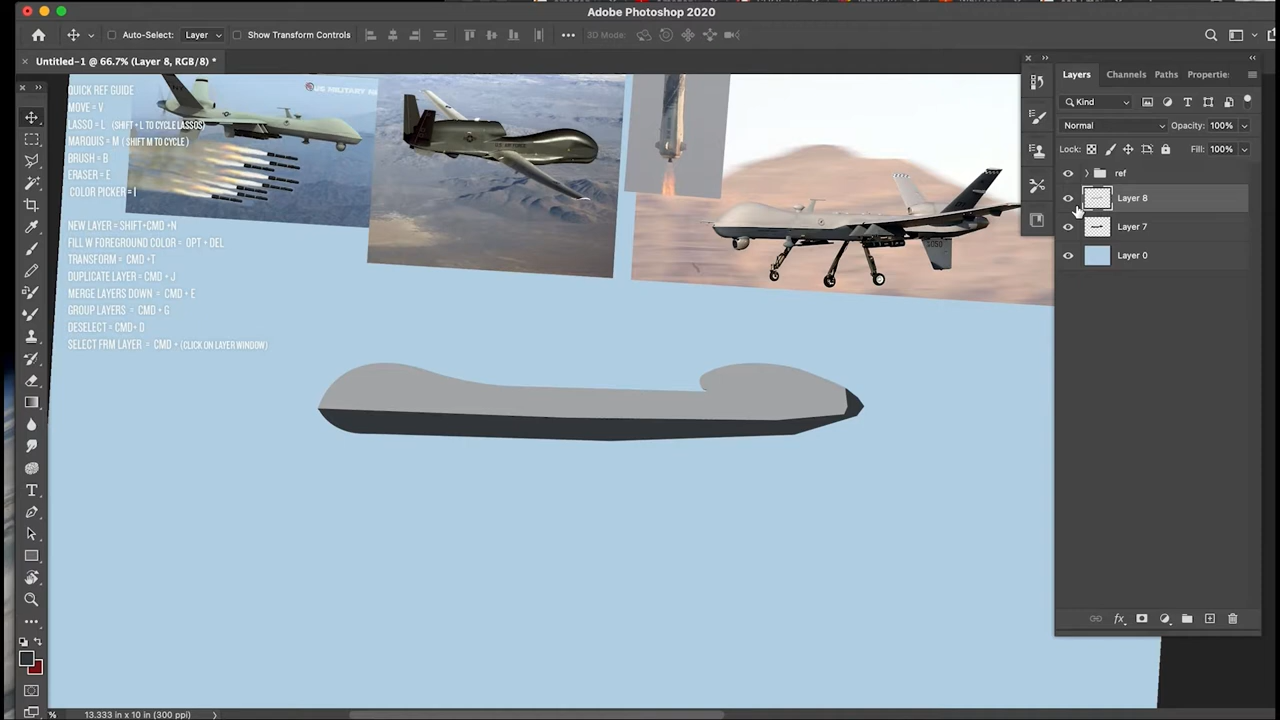 Adobe Photoshop 2020
Auto-Select: Layer Show Transform Controls 3D Mode:
Untitled-1 @ 66.7% (Layer 8, RGB/8) *
QUICK REF GUIDE
MOVE = V
LASSO = L (SHIFT + L TO CYCLE LASSOS)
MARQUIS = M ( SHIFT M TO CYCLE )
BRUSH = B
ERASER = E
COLOR PICKER = I
NEW LAYER = SHIFT+CMD +N
FILL W FOREGROUND COLOR = OPT + DEL
TRANSFORM = CMD +T
DUPLICATE LAYER = CMD + J
MERGE LAYERS DOWN = CMD + E
GROUP LAYERS = CMD + G
DESELECT = CMD+ D
SELECT FRM LAYER = CMD + (CLICK ON LAYER WINDOW)
Layers Channels Paths Propertie
Kind
Normal Opacity: 100%
Lock: Fill: 100%
ref
Layer 8
Layer 7
Layer 0
% 13.333 in x 10 in (300 ppi)